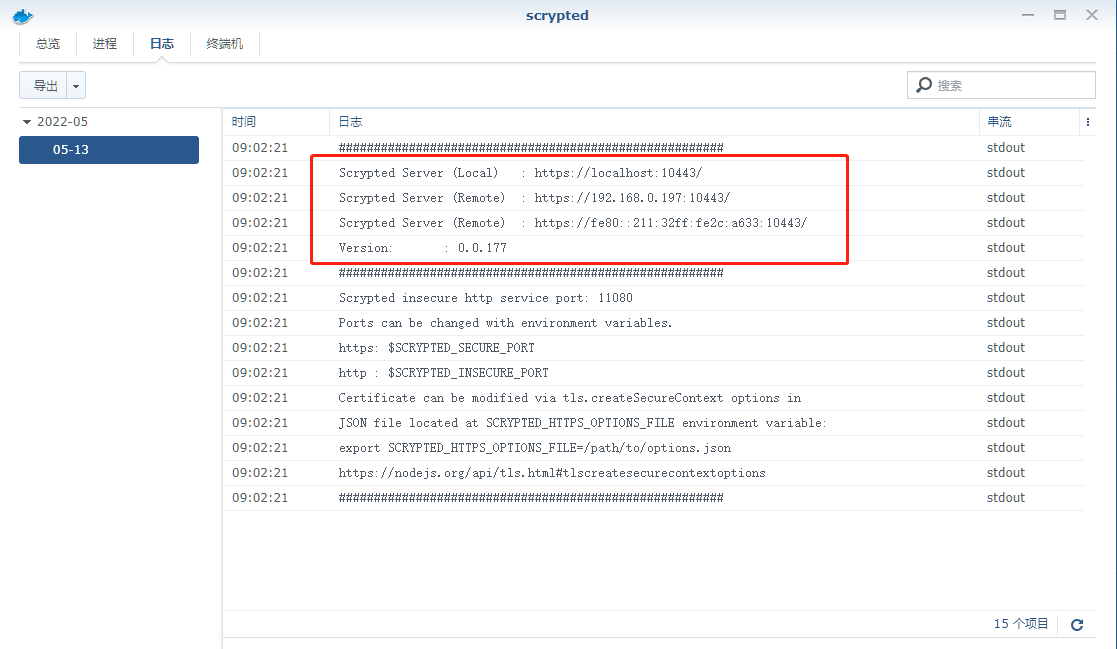 scrypted
总览 进程 日志 终端机
导出 搜索
2022-05
05-13
时间 日志 串流
09:02:21 ####################################################### stdout
09:02:21 Scrypted Server (Local) : https://localhost:10443/ stdout
09:02:21 Scrypted Server (Remote) : https://192.168.0.197:10443/ stdout
09:02:21 Scrypted Server (Remote) : https://fe80::211:32ff:fe2c:a633:10443/ stdout
09:02:21 Version: : 0.0.177 stdout
09:02:21 ####################################################### stdout
09:02:21 Scrypted insecure http service port: 11080 stdout
09:02:21 Ports can be changed with environment variables. stdout
09:02:21 https: $SCRYPTED_SECURE_PORT stdout
09:02:21 http : $SCRYPTED_INSECURE_PORT stdout
09:02:21 Certificate can be modified via tls.createSecureContext options in stdout
09:02:21 JSON file located at SCRYPTED_HTTPS_OPTIONS_FILE environment variable: stdout
09:02:21 export SCRYPTED_HTTPS_OPTIONS_FILE=/path/to/options.json stdout
09:02:21 https://nodejs.org/api/tls.html#tlscreatesecurecontextoptions stdout
09:02:21 ####################################################### stdout
15 个项目